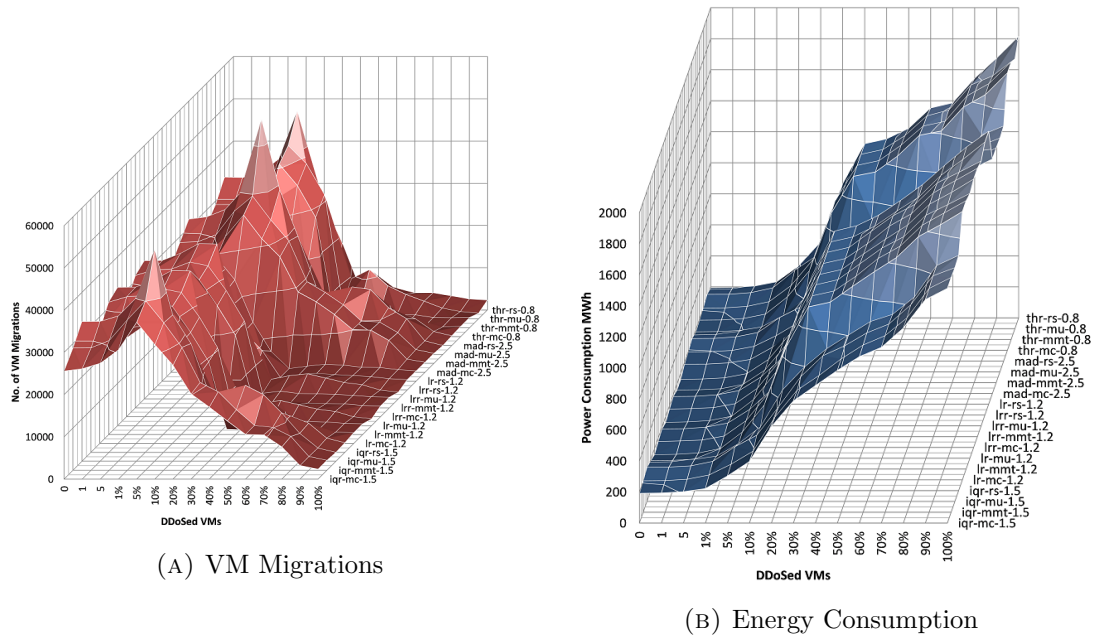 60000
50000
40000
30000
20000
10000
0
No. of VM Migrations
0 1 5 1% 5% 10% 20% 30% 40% 50% 60% 70% 80% 90% 100%
DDoSed VMs
thr-rs-0.8
thr-mu-0.8
thr-mmt-0.8
thr-mc-0.8
mad-rs-2.5
mad-mu-2.5
mad-mmt-2.5
mad-mc-2.5
lr-rs-1.2
lrr-rs-1.2
lrr-mu-1.2
lrr-mmt-1.2
lrr-mc-1.2
lr-mu-1.2
lr-mmt-1.2
lr-mc-1.2
iqr-rs-1.5
iqr-mu-1.5
iqr-mmt-1.5
iqr-mc-1.5
(A) VM Migrations
2000
1800
1600
1400
1200
1000
800
600
400
200
0
Power Consumption MWh
0 1 5 1% 5% 10% 20% 30% 40% 50% 60% 70% 80% 90% 100%
DDoSed VMs
thr-rs-0.8
thr-mu-0.8
thr-mmt-0.8
thr-mc-0.8
mad-rs-2.5
mad-mu-2.5
mad-mmt-2.5
mad-mc-2.5
lr-rs-1.2
lrr-rs-1.2
lrr-mu-1.2
lrr-mmt-1.2
lrr-mc-1.2
lr-mu-1.2
lr-mmt-1.2
lr-mc-1.2
iqr-rs-1.5
iqr-mu-1.5
iqr-mmt-1.5
iqr-mc-1.5
(B) Energy Consumption